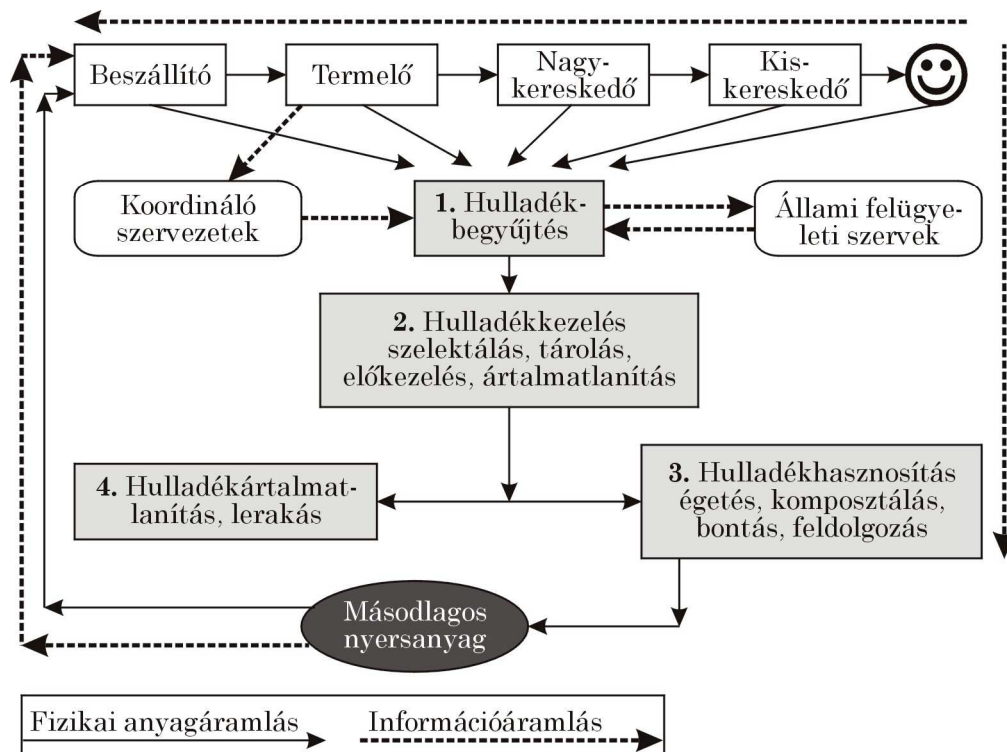 Beszállító
Termelő
Nagy-
kereskedő
Kis-
kereskedő
Koordináló
szervezetek
1. Hulladék-
begyűjtés
Állami felügye-
leti szervek
2. Hulladékkezelés
szelektálás, tárolás,
előkezelés, ártalmatlanítás
4. Hulladékártalmat-
lanítás, lerakás
3. Hulladékhasznosítás
égetés, komposztálás,
bontás, feldolgozás
Másodlagos
nyersanyag
Fizikai anyagáramlás
Információáramlás